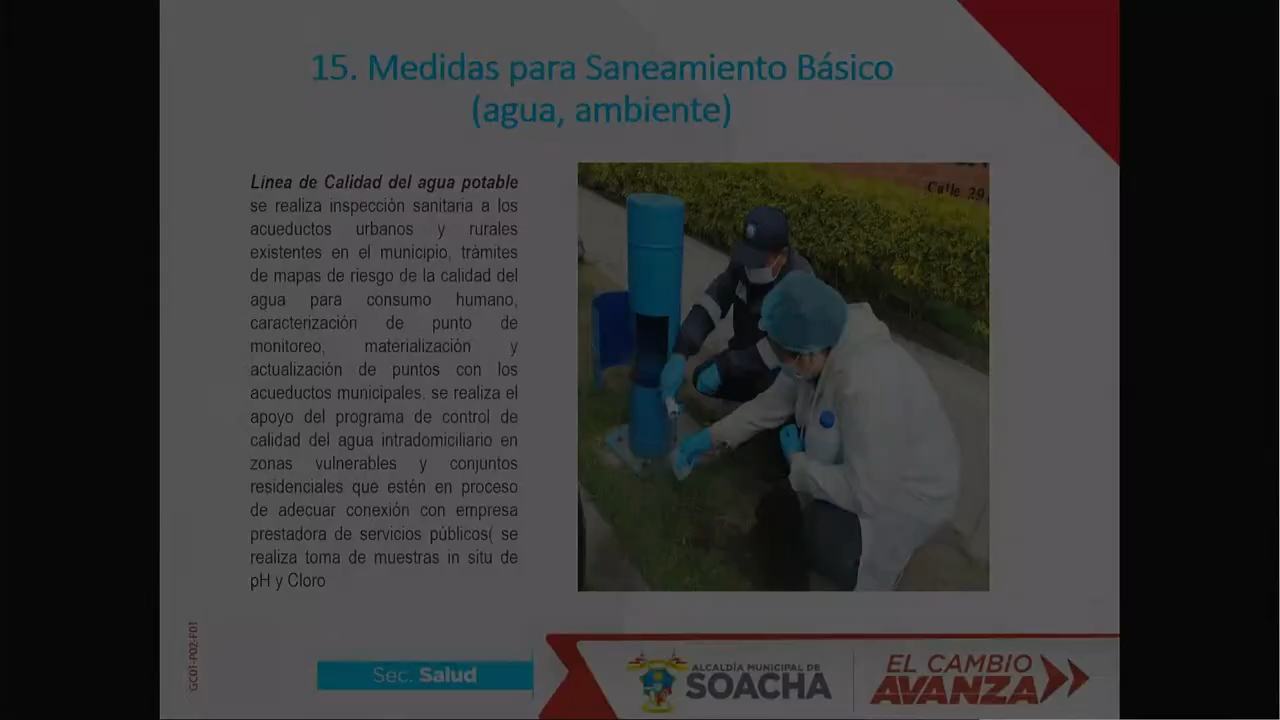 15. Medidas para Saneamiento Básico
(agua, ambiente)
Línea de Calidad del agua potable
se realiza inspección sanitaria a los
acueductos urbanos y rurales
existentes en el municipio, tràmites
de mapas de riesgo de la calidad del
agua para consumo humano,
caracterización de punto de
monitoreo, materialización y
actualización de puntos con los
acueductos municipales, se realiza el
apoyo del programa de control de
calidad del agua intradomiciliario en
zonas vulnerables y conjuntos
residenciales que estén en proceso
de adecuar conexión con empresa
prestadora de servicios públicos( se
realiza toma de muestras in situ de
pH y Cloro
Calle 39
GC01-P02-F01
Sec. Salud
ALCALDÍA MUNICIPAL DE
SOACHA
EL CAMBIO
AVANZA